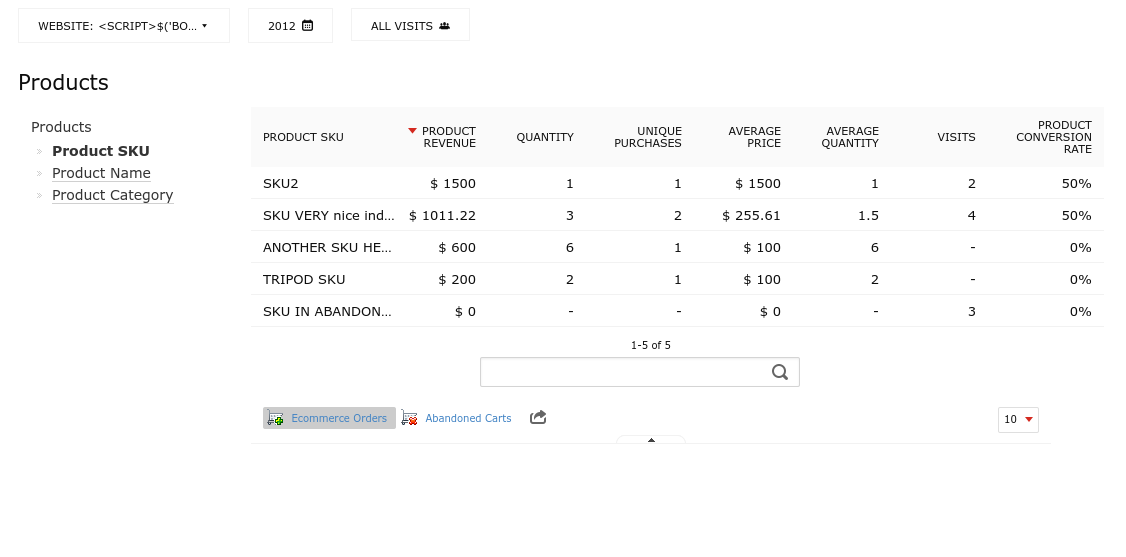 WEBSITE: <SCRIPT>$('BO... 2012 ALL VISITS
Products
Products
Product SKU
Product Name
Product Category
PRODUCT SKU PRODUCT REVENUE QUANTITY UNIQUE PURCHASES AVERAGE PRICE AVERAGE QUANTITY VISITS PRODUCT CONVERSION RATE
SKU2 $ 1500 1 1 $ 1500 1 2 50%
SKU VERY nice ind... $ 1011.22 3 2 $ 255.61 1.5 4 50%
ANOTHER SKU HE... $ 600 6 1 $ 100 6 - 0%
TRIPOD SKU $ 200 2 1 $ 100 2 - 0%
SKU IN ABANDON... $ 0 - - $ 0 - 3 0%
1-5 of 5
Ecommerce Orders Abandoned Carts 10